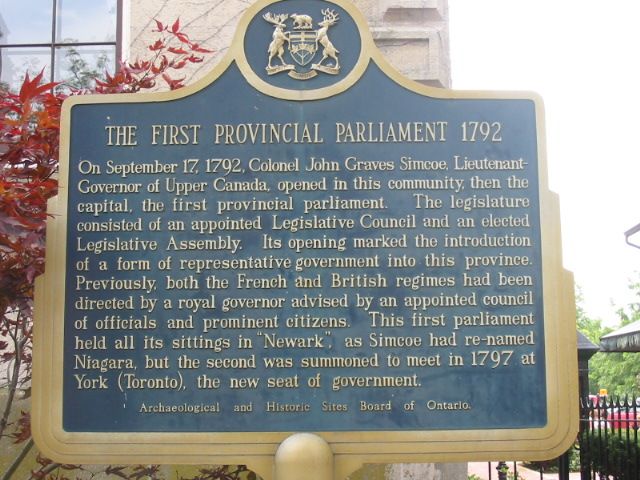 THE FIRST PROVINCIAL PARLIAMENT 1792
On September 17, 1792, Colonel John Graves Simcoe, Lieutenant-
Governor of Upper Canada, opened in this community, then the
capital, the first provincial parliament. The legislature
consisted of an appointed Legislative Council and an elected
Legislative Assembly. Its opening marked the introduction
of a form of representative government into this province.
Previously, both the French and British regimes had been
directed by a royal governor advised by an appointed council
of officials and prominent citizens. This first parliament
held all its sittings in "Newark", as Simcoe had re-named
Niagara, but the second was summoned to meet in 1797 at
York (Toronto), the new seat of government.
Archaeological and Historic Sites Board of Ontario.